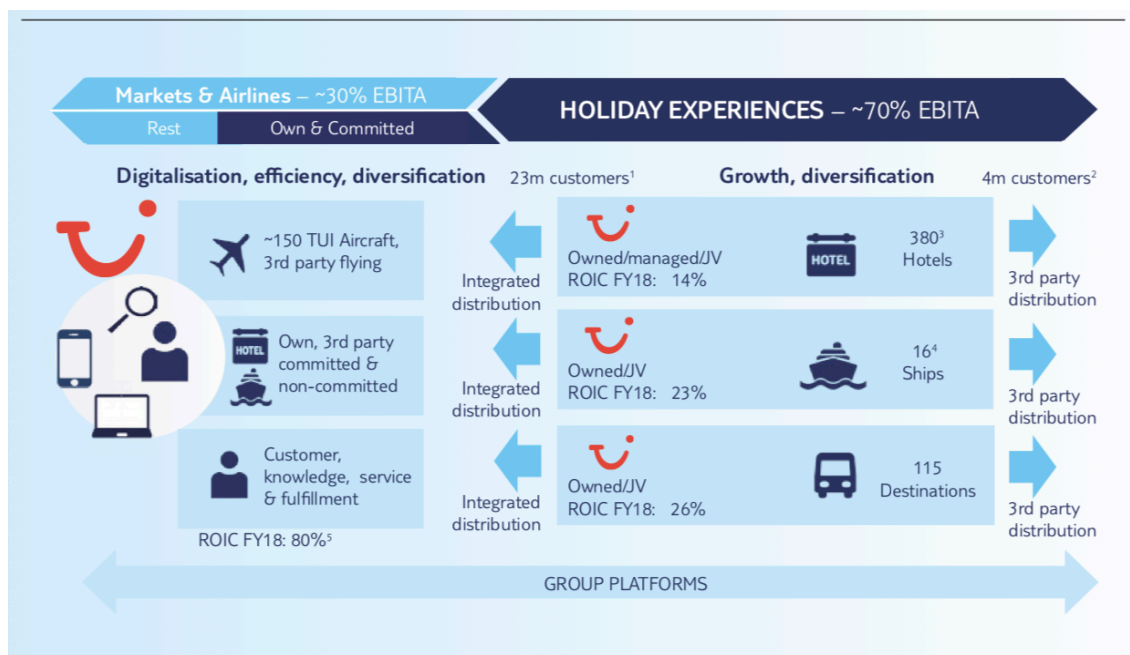 Markets & Airlines – ~30% EBITA
Rest
Own & Committed
HOLIDAY EXPERIENCES – ~70% EBITA
Digitalisation, efficiency, diversification
23m customers¹
Growth, diversification
4m customers²
~150 TUI Aircraft,
3rd party flying
Integrated
distribution
Owned/managed/JV
ROIC FY18: 14%
HOTEL
380³
Hotels
3rd party
distribution
HOTEL
Own, 3rd party
committed &
non-committed
Integrated
distribution
Owned/JV
ROIC FY18: 23%
16⁴
Ships
3rd party
distribution
Customer,
knowledge, service
& fulfillment
Integrated
distribution
Owned/JV
ROIC FY18: 26%
115
Destinations
3rd party
distribution
ROIC FY18: 80%⁵
GROUP PLATFORMS